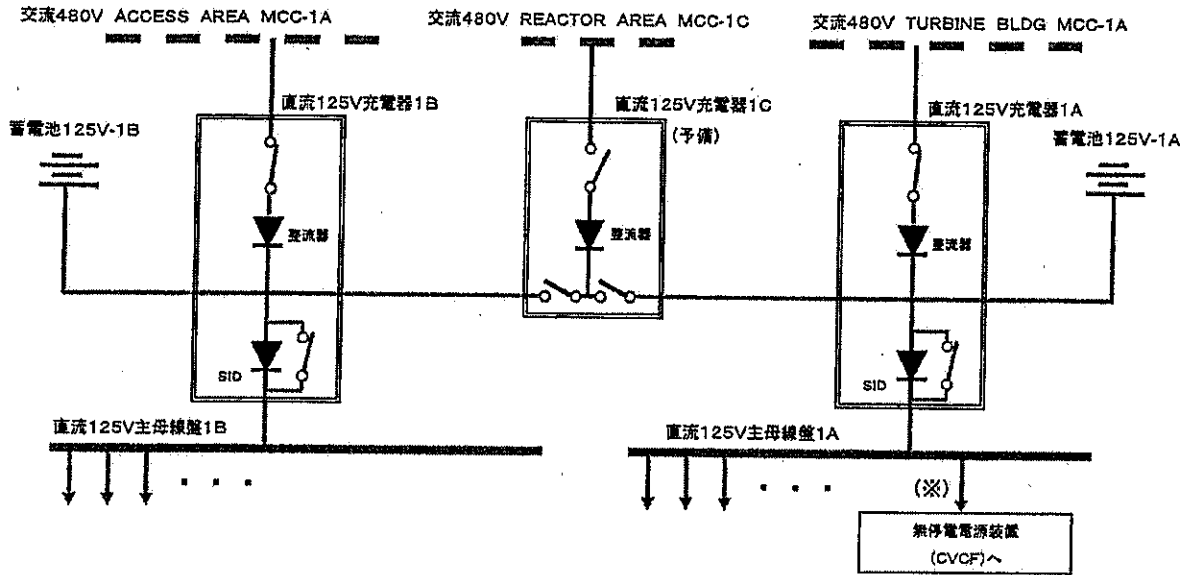 交流480V ACCESS AREA MCC-1A
交流480V REACTOR AREA MCC-1C
交流480V TURBINE BLDG MCC-1A
直流125V充電器1B
直流125V充電器1C
(予備)
直流125V充電器1A
蓄電池125V-1B
蓄電池125V-1A
整流器
整流器
整流器
SID
SID
直流125V主母線盤1B
直流125V主母線盤1A
(※)
無停電電源装置
(CVCF)へ